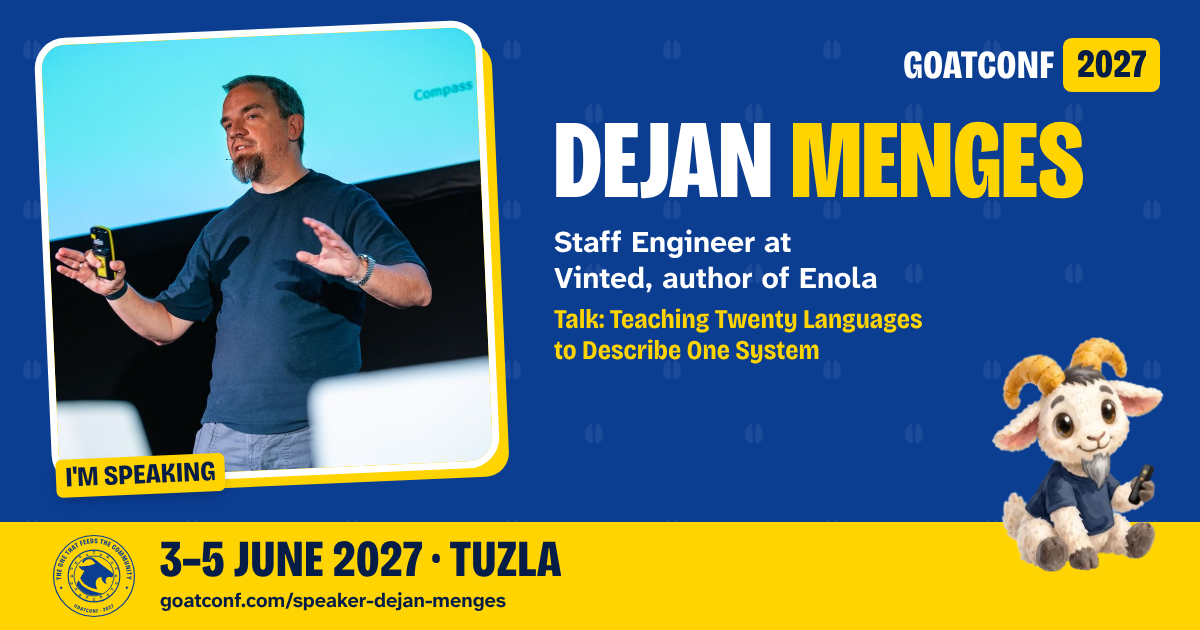 Compass
I'M SPEAKING
GOATCONF 2027
DEJAN MENGES
Staff Engineer at
Vinted, author of Enola
Talk: Teaching Twenty Languages
to Describe One System
THE ONE THAT FEEDS THE COMMUNITY
GOATCONF · 2027
3–5 JUNE 2027 · TUZLA
goatconf.com/speaker-dejan-menges